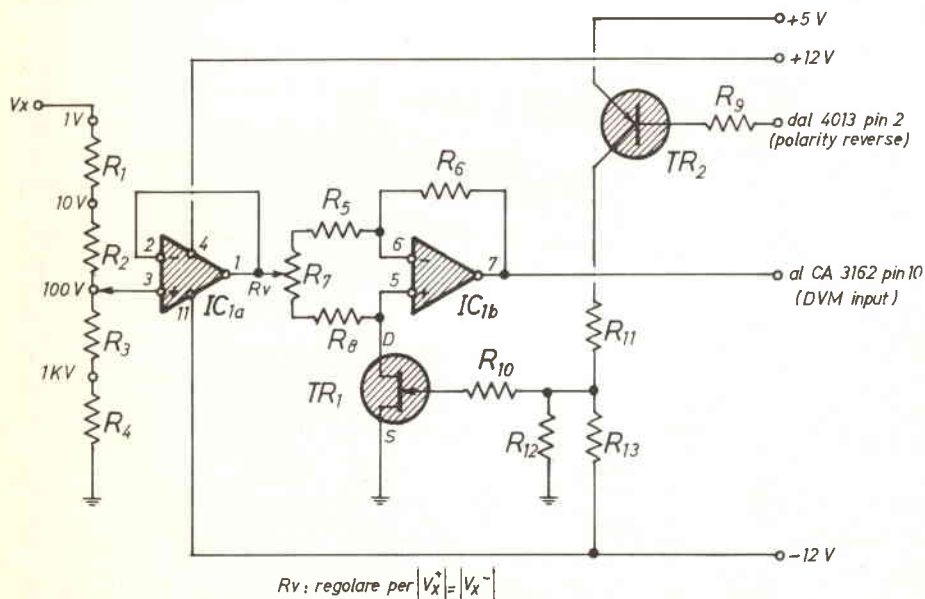 +5 V
+12 V
Vx
1V
R9
dal 4013 pin 2
(polarity reverse)
TR2
R1
R6
10V
R5
R2
2
4
6
100V
3
1
Rv
R7
7
al CA 3162 pin 10
(DVM input)
11
IC1a
5
IC1b
R3
R8
D
R11
1KV
R10
TR1
R4
S
R12
R13
-12 V
Rv : regolare per |Vx+| = |Vx-|